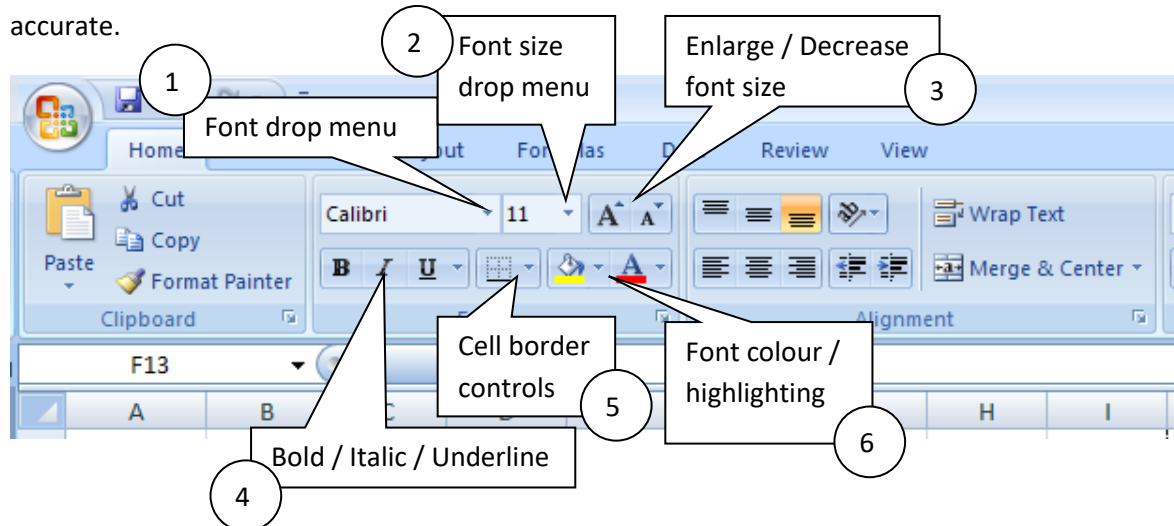 accurate.
1
2
Font size
drop menu
Enlarge / Decrease
font size
3
Font drop menu
Home
Review
View
Cut
Copy
Paste
Format Painter
Clipboard
Calibri
11
A A
B I U
A
Wrap Text
Merge & Center
Alignment
Cell border
controls
5
Font colour /
highlighting
6
F13
A B H I
Bold / Italic / Underline
4